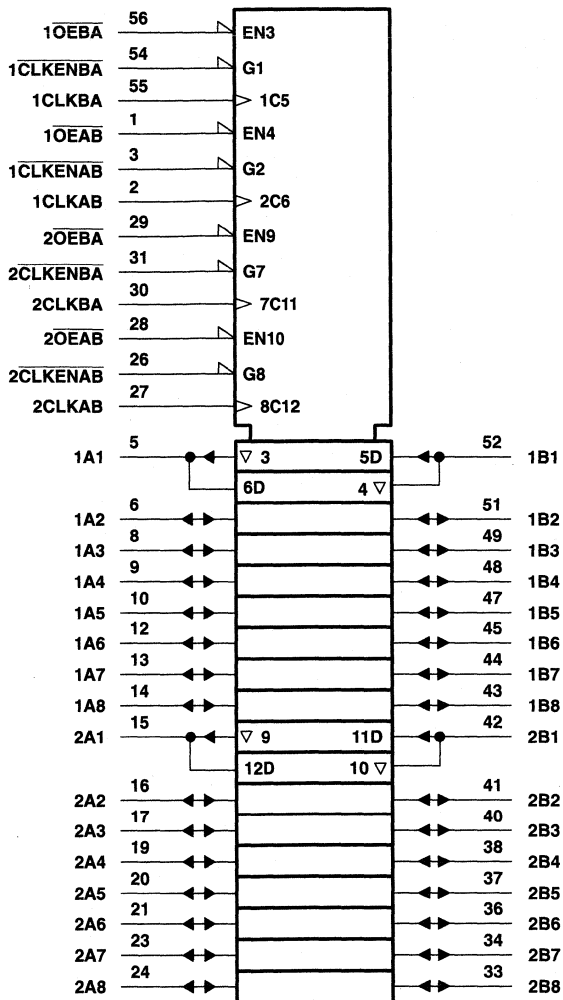 1OEBA 56 EN3
1CLKENBA 54 G1
1CLKBA 55 1C5
1OEAB 1 EN4
1CLKENAB 3 G2
1CLKAB 2 2C6
2OEBA 29 EN9
2CLKENBA 31 G7
2CLKBA 30 7C11
2OEAB 28 EN10
2CLKENAB 26 G8
2CLKAB 27 8C12
1A1 5 ▽ 3 5D 52 1B1
6D 4 ▽
1A2 6 51 1B2
1A3 8 49 1B3
1A4 9 48 1B4
1A5 10 47 1B5
1A6 12 45 1B6
1A7 13 44 1B7
1A8 14 43 1B8
2A1 15 ▽ 9 11D 42 2B1
12D 10 ▽
2A2 16 41 2B2
2A3 17 40 2B3
2A4 19 38 2B4
2A5 20 37 2B5
2A6 21 36 2B6
2A7 23 34 2B7
2A8 24 33 2B8